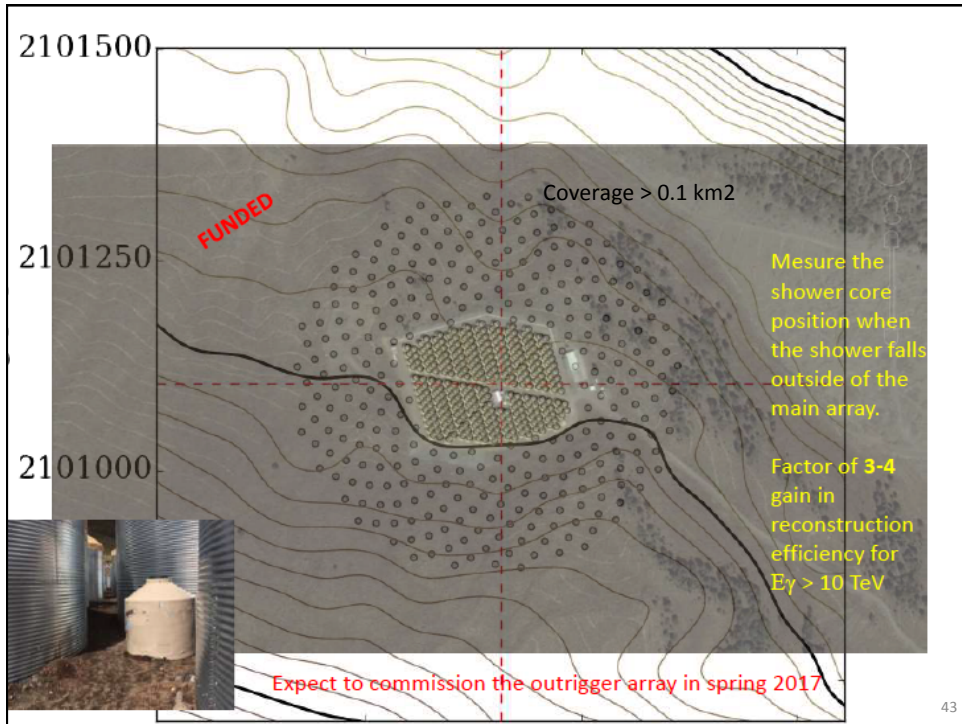 2101500
Coverage > 0.1 km2
FUNDED
2101250
Mesure the
shower core
position when
the shower falls
outside of the
main array.
2101000
Factor of 3-4
gain in
reconstruction
efficiency for
Eγ > 10 TeV
Expect to commission the outrigger array in spring 2017
43